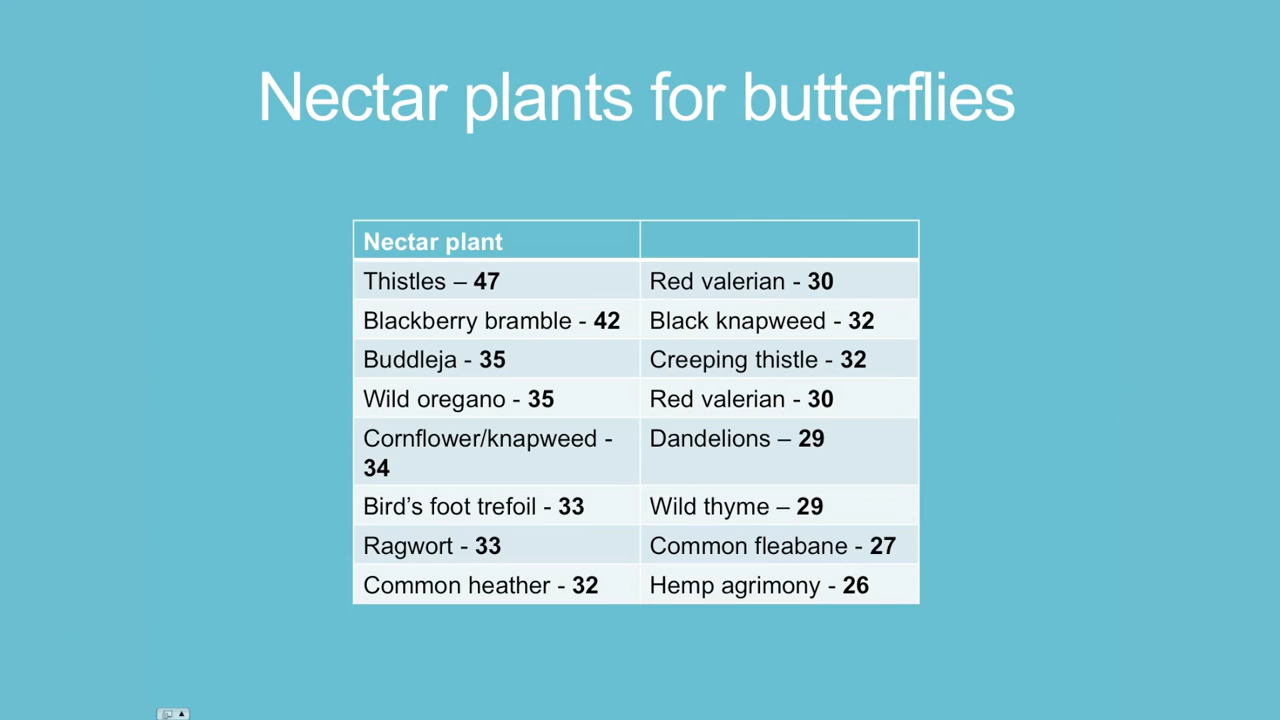 Nectar plants for butterflies
Nectar plant
Thistles – 47
Red valerian - 30
Blackberry bramble - 42
Black knapweed - 32
Buddleja - 35
Creeping thistle - 32
Wild oregano - 35
Red valerian - 30
Cornflower/knapweed -
34
Dandelions – 29
Bird’s foot trefoil - 33
Wild thyme – 29
Ragwort - 33
Common fleabane - 27
Common heather - 32
Hemp agrimony - 26